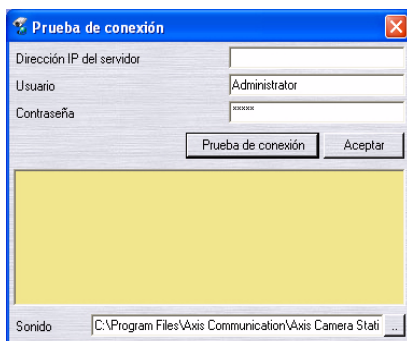 Prueba de conexión
Dirección IP del servidor
Usuario Administrator
Contraseña *****
Prueba de conexión Aceptar
Sonido C:\Program Files\Axis Communication\Axis Camera Stati ..